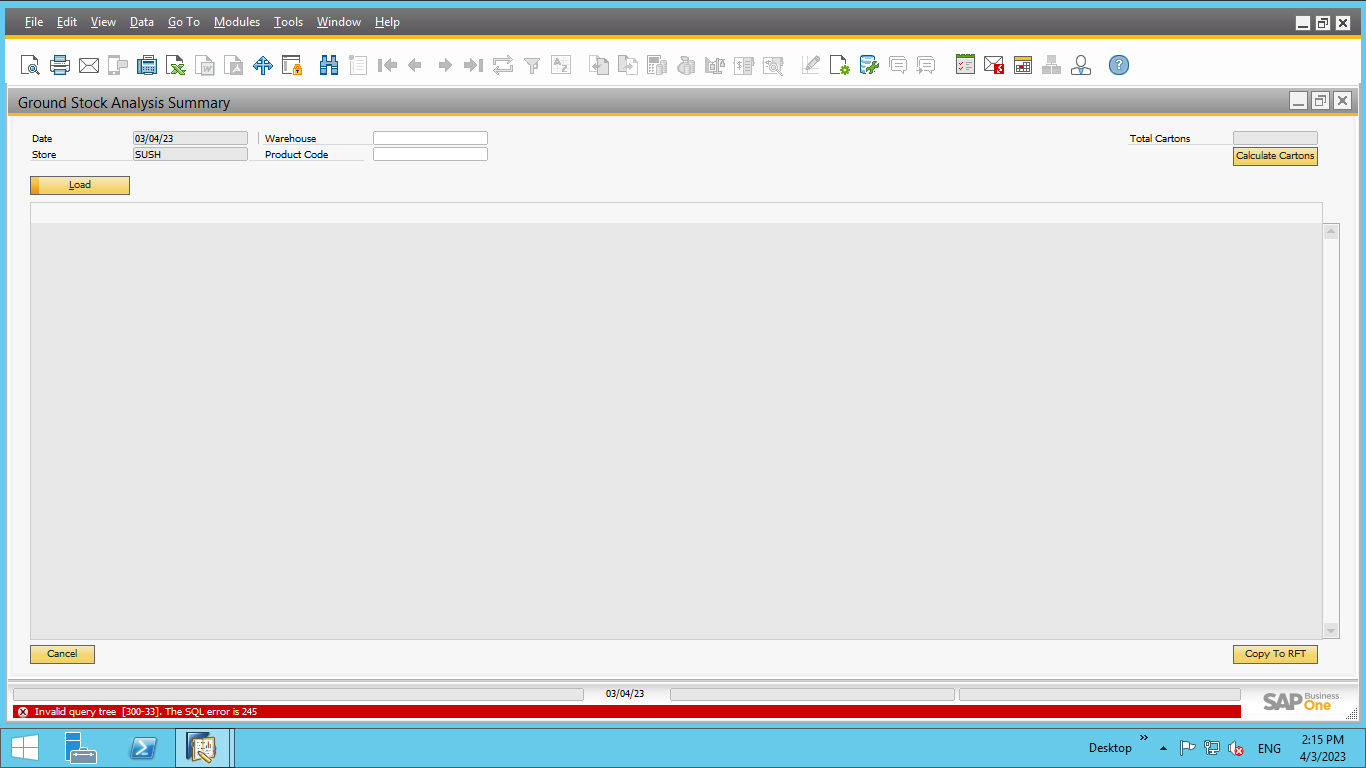 File Edit View Data Go To Modules Tools Window Help
Ground Stock Analysis Summary
Date 03/04/23 Warehouse Total Cartons
Store SUSH Product Code Calculate Cartons
Load
Cancel Copy To RFT
03/04/23
SAP Business One
Invalid query tree [300-33]. The SQL error is 245
Desktop ENG 2:15 PM
4/3/2023